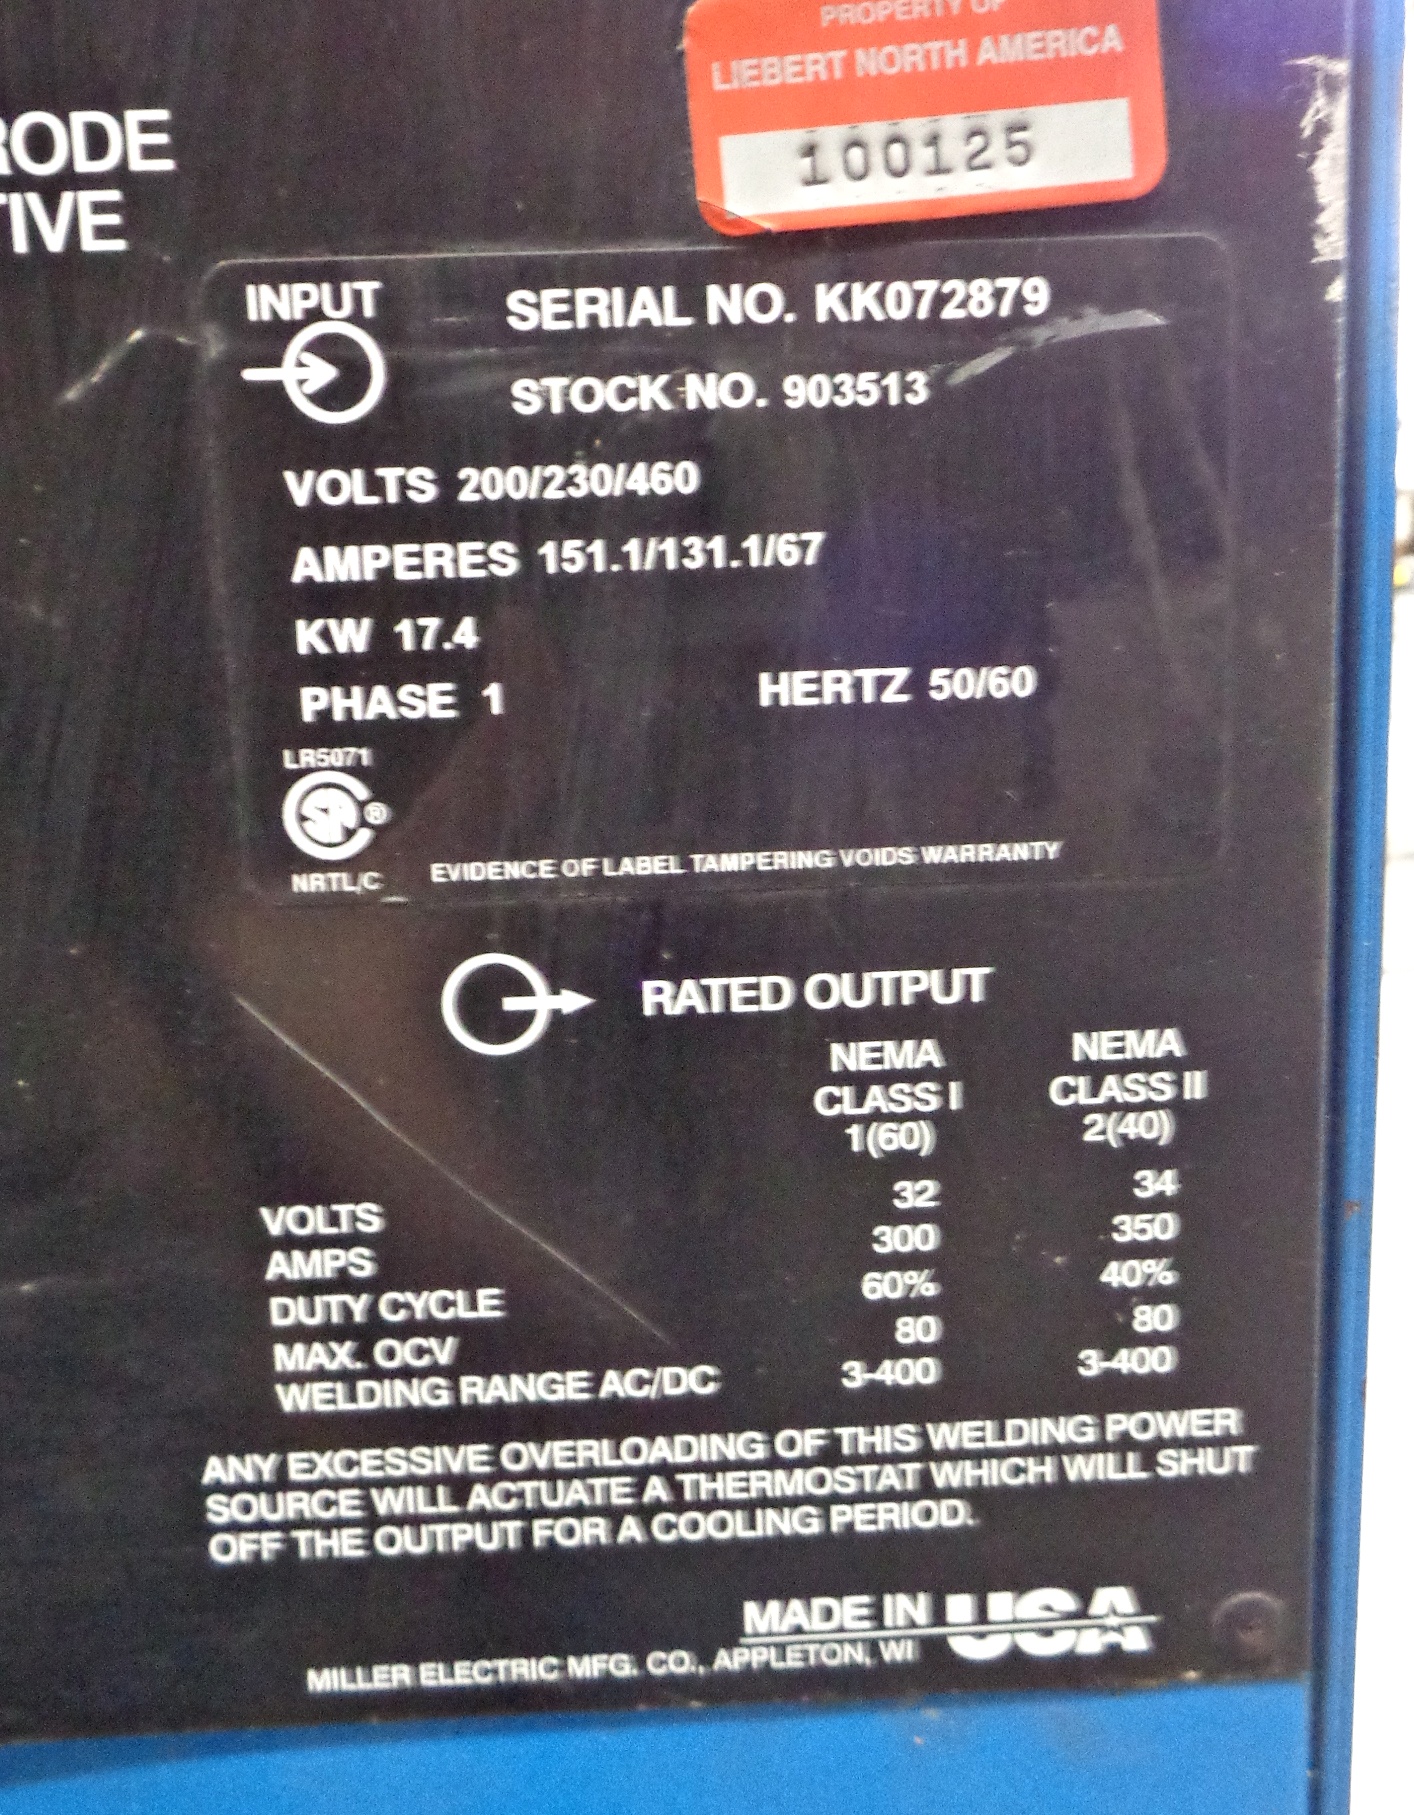 PROPERTY OF
LIEBERT NORTH AMERICA
100125
RODE
TIVE
INPUT
SERIAL NO. KK072879
STOCK NO. 903513
VOLTS 200/230/460
AMPERES 151.1/131.1/67
KW 17.4
PHASE 1 HERTZ 50/60
LR5071
®
NRTL/C
EVIDENCE OF LABEL TAMPERING VOIDS WARRANTY
RATED OUTPUT
NEMA NEMA
CLASS I CLASS II
1(60) 2(40)
VOLTS 32 34
AMPS 300 350
DUTY CYCLE 60% 40%
MAX. OCV 80 80
WELDING RANGE AC/DC 3-400 3-400
ANY EXCESSIVE OVERLOADING OF THIS WELDING POWER
SOURCE WILL ACTUATE A THERMOSTAT WHICH WILL SHUT
OFF THE OUTPUT FOR A COOLING PERIOD.
MADE IN USA
MILLER ELECTRIC MFG. CO., APPLETON, WI